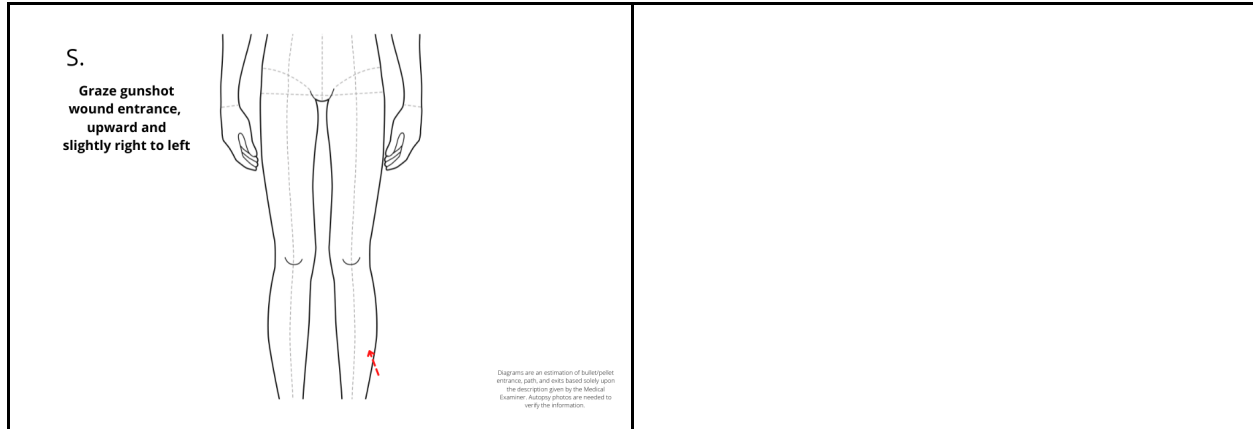 S.
Graze gunshot
wound entrance,
upward and
slightly right to left
Diagrams are an estimation of bullet/pellet
entrance, path, and exits based solely upon
the description given by the Medical
Examiner. Autopsy photos are needed to
verify the information.